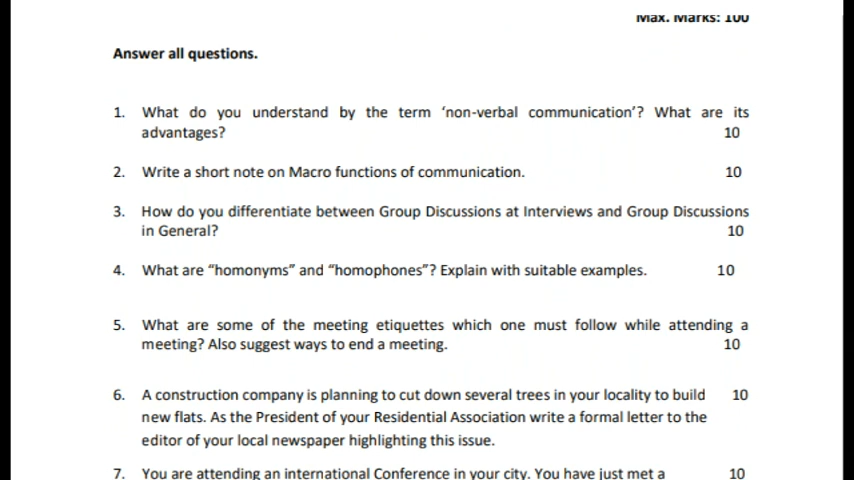 Max. Marks: 100
Answer all questions.
1. What do you understand by the term ‘non-verbal communication’? What are its
advantages? 10
2. Write a short note on Macro functions of communication. 10
3. How do you differentiate between Group Discussions at Interviews and Group Discussions
in General? 10
4. What are “homonyms” and “homophones”? Explain with suitable examples. 10
5. What are some of the meeting etiquettes which one must follow while attending a
meeting? Also suggest ways to end a meeting. 10
6. A construction company is planning to cut down several trees in your locality to build 10
new flats. As the President of your Residential Association write a formal letter to the
editor of your local newspaper highlighting this issue.
7. You are attending an international Conference in your city. You have just met a 10